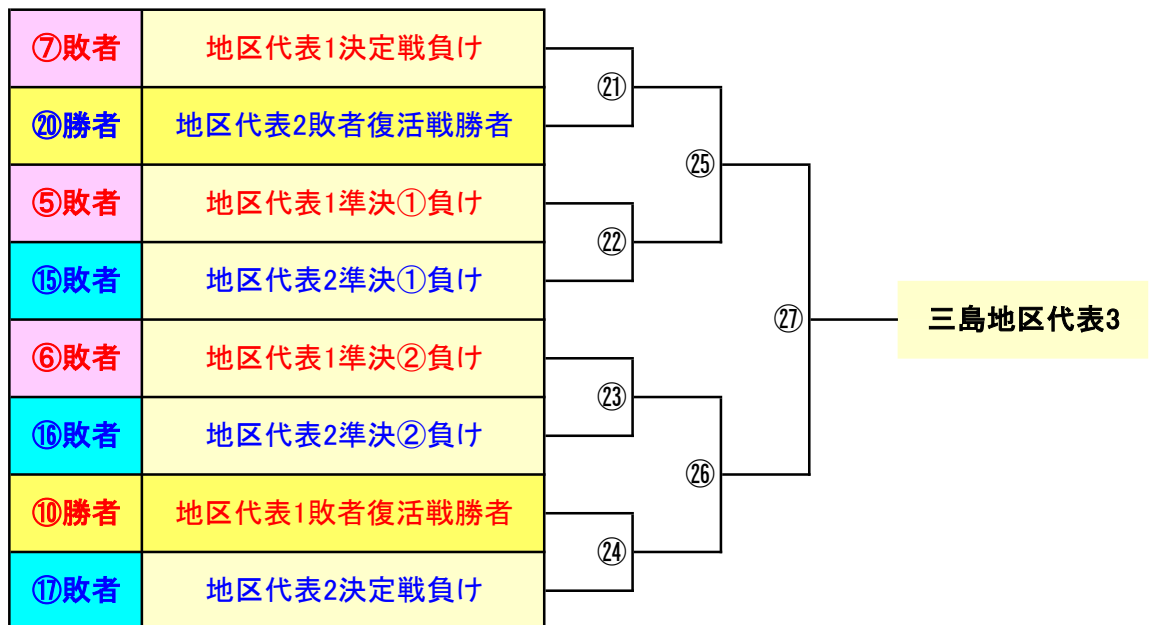 ⑦敗者 地区代表1決定戦負け
㉑
⑳勝者 地区代表2敗者復活戦勝者
㉕
⑤敗者 地区代表1準決①負け
㉒
⑮敗者 地区代表2準決①負け
㉗ 三島地区代表3
⑥敗者 地区代表1準決②負け
㉓
⑯敗者 地区代表2準決②負け
㉖
⑩勝者 地区代表1敗者復活戦勝者
㉔
⑰敗者 地区代表2決定戦負け